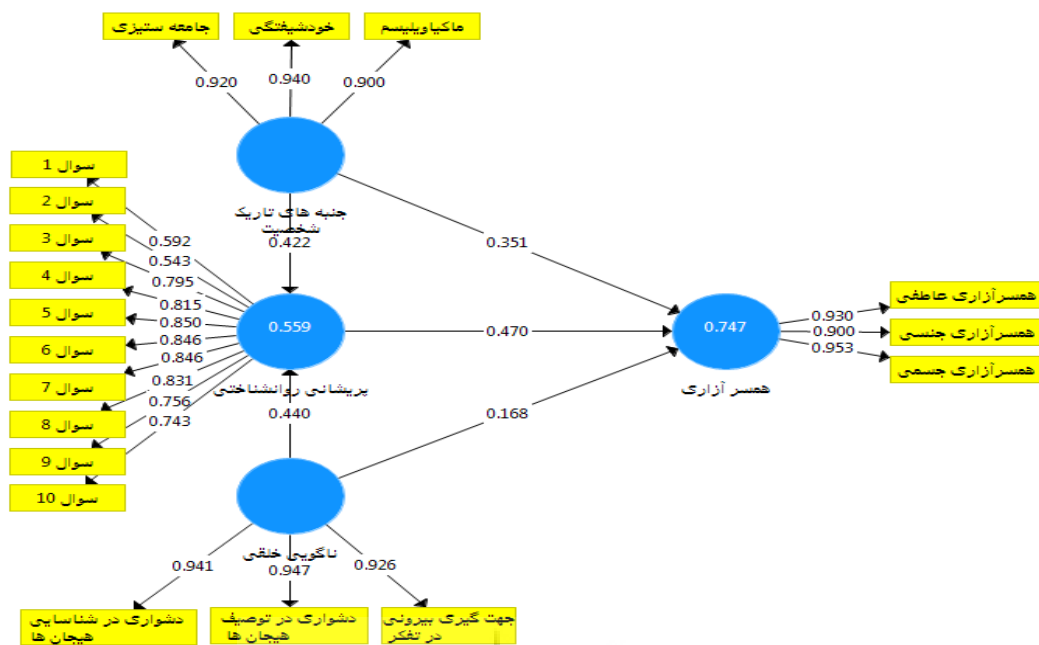 جامعه ستیزی
خودشیفتگی
ماکیاویلیسم
0.920
0.940
0.900
جنبه های تاریک
شخصیت
0.422
0.351
سوال 1
سوال 2
سوال 3
سوال 4
سوال 5
سوال 6
سوال 7
سوال 8
سوال 9
سوال 10
0.592
0.543
0.795
0.815
0.850
0.846
0.846
0.831
0.756
0.743
0.559
پریشانی روانشناختی
0.470
0.747
همسر آزاری
0.930
0.900
0.953
همسرآزاری عاطفی
همسرآزاری جنسی
همسرآزاری جسمی
0.440
0.168
ناگویی خلقی
0.941
0.947
0.926
دشواری در شناسایی
هیجان ها
دشواری در توصیف
هیجان ها
جهت گیری بیرونی
در تفکر